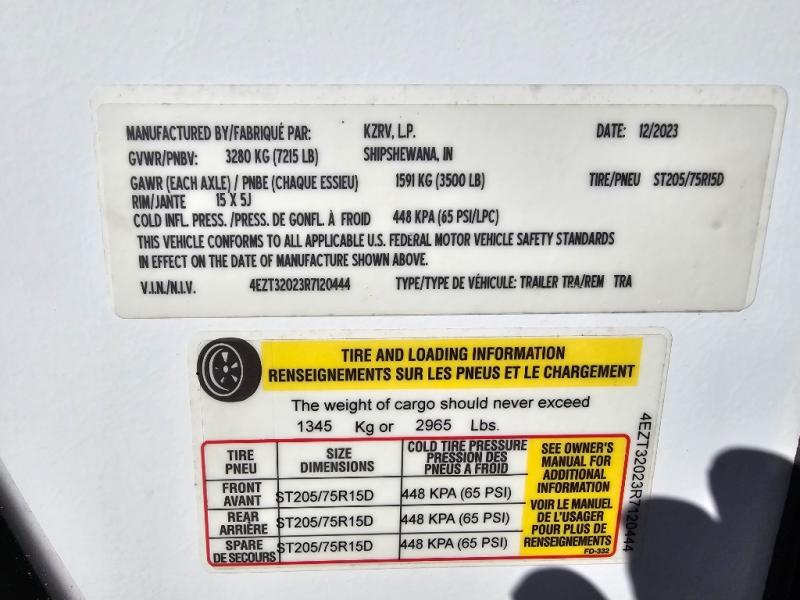 MANUFACTURED BY/FABRIQUÉ PAR: KZRV, L.P. DATE: 12/2023
GVWR/PNBV: 3280 KG (7215 LB) SHIPSHEWANA, IN
GAWR (EACH AXLE) / PNBE (CHAQUE ESSIEU) 1591 KG (3500 LB) TIRE/PNEU ST205/75R15D
RIM/JANTE 15 X 5J
COLD INFL. PRESS. /PRESS. DE GONFL À FROID 448 KPA (65 PSI/LPC)
THIS VEHICLE CONFORMS TO ALL APPLICABLE U.S. FEDERAL MOTOR VEHICLE SAFETY STANDARDS
IN EFFECT ON THE DATE OF MANUFACTURE SHOWN ABOVE.
V.I.N./N.I.V. 4EZT32023R7120444 TYPE/TYPE DE VÉHICULE: TRAILER TRA/REM TRA
TIRE AND LOADING INFORMATION
RENSEIGNEMENTS SUR LES PNEUS ET LE CHARGEMENT
The weight of cargo should never exceed
1345 Kg or 2965 Lbs.
TIRE
PNEU
SIZE
DIMENSIONS
COLD TIRE PRESSURE
PRESSION DES
PNEUS A FROID
FRONT
AVANT
ST205/75R15D
448 KPA (65 PSI)
REAR
ARRIÈRE
ST205/75R15D
448 KPA (65 PSI)
SPARE
DE SECOURS
ST205/75R15D
448 KPA (65 PSI)
SEE OWNER'S
MANUAL FOR
ADDITIONAL
INFORMATION
VOIR LE MANUEL
DE L'USAGER
POUR PLUS DE
RENSEIGNEMENTS
FD-332
4EZT32023R7120444